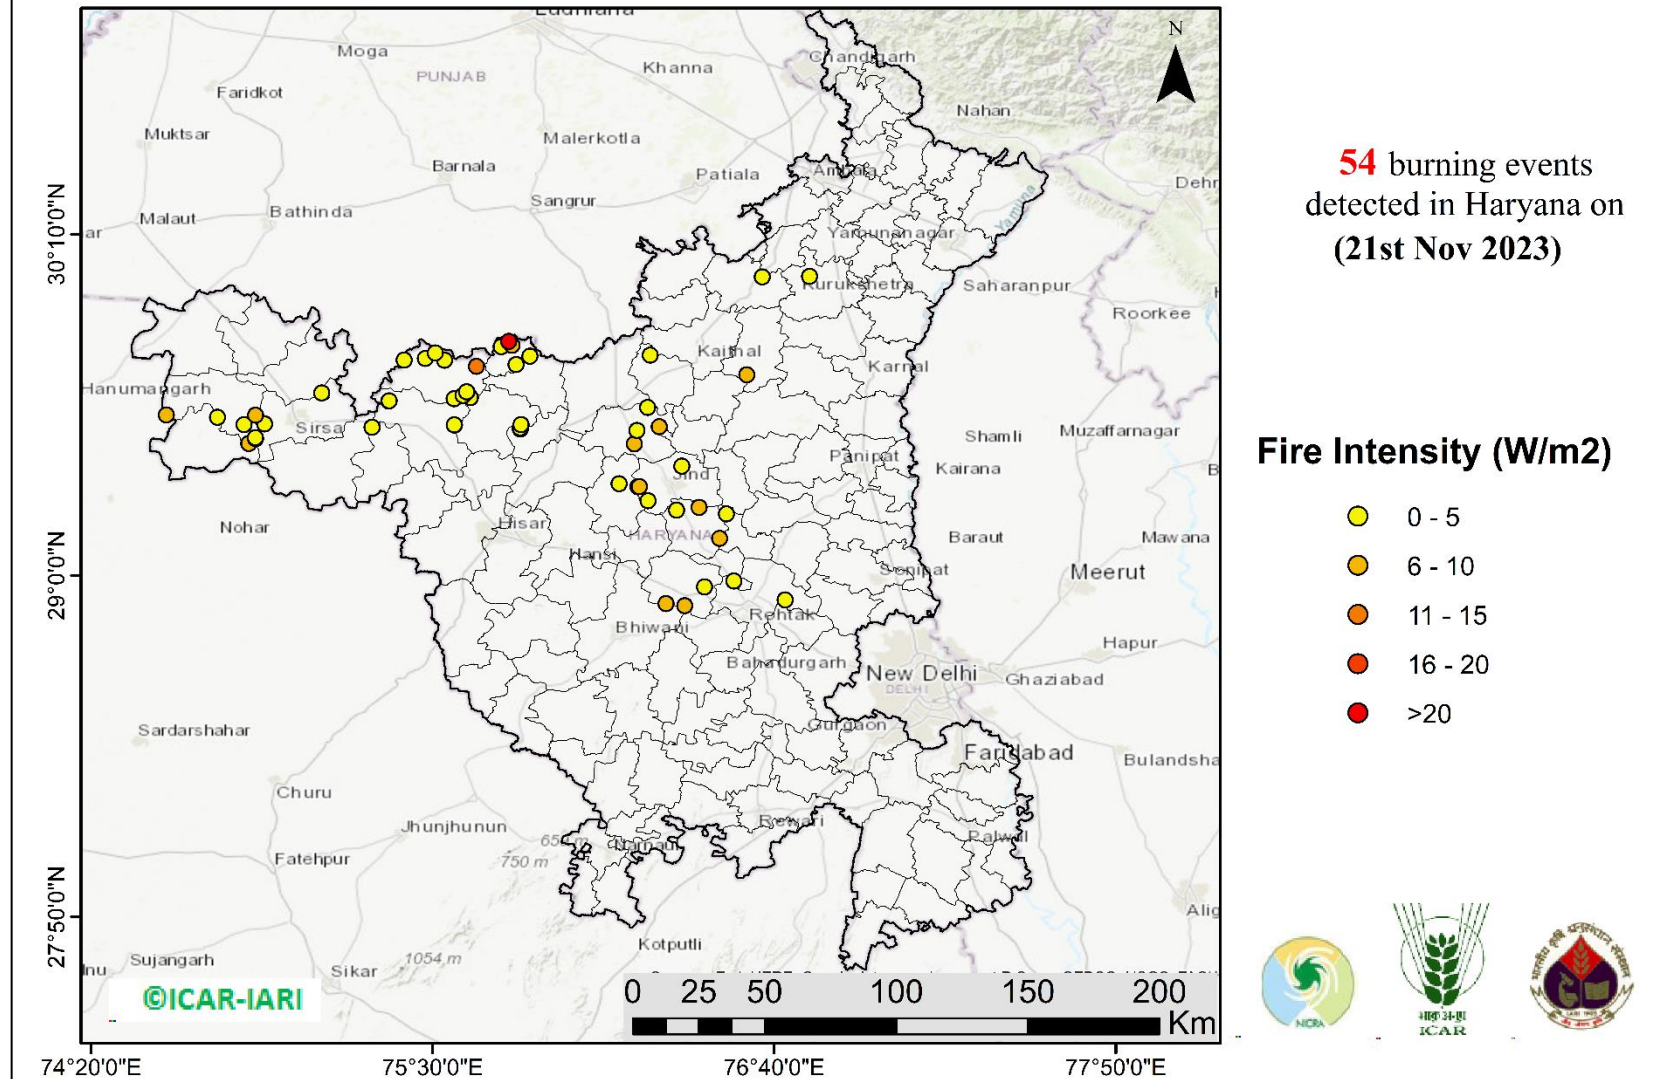 Ludhiana
Moga
Chandigarh
N
Khanna
PUNJAB
Faridkot
Nahan
Muktsar
Malerkotla
Barnala
Patiala
Ambala
Dehr
Sangrur
Bathinda
Malaut
ar
Yamuna
Yamunanagar
Kurukshetra
Saharanpur
Roorkee
Kaithal
Karnal
Hanumangarh
Sirsa
Shamli
Muzaffarnagar
Panipat
Kairana
Jind
Nohar
Hisar
HARYANA
Baraut
Mawana
Hansi
Sonipat
Meerut
Rohtak
Bhiwani
Hapur
Bahadurgarh
New Delhi
DELHI
Ghaziabad
Gurgaon
Sardarshahar
Faridabad
Bulandsha
Churu
Jhunjhunun
Rewari
Palwal
Narnaul
750 m
Fatehpur
Alig
Kotputli
Sujangarh
1054 m
Sikar
©ICAR-IARI
0 25 50 100 150 200
Km
30°10'0"N
29°0'0"N
27°50'0"N
74°20'0"E 75°30'0"E 76°40'0"E 77°50'0"E
54 burning events
detected in Haryana on
(21st Nov 2023)
Fire Intensity (W/m2)
0 - 5
6 - 10
11 - 15
16 - 20
>20
NICRA
भाकृअनुप
ICAR